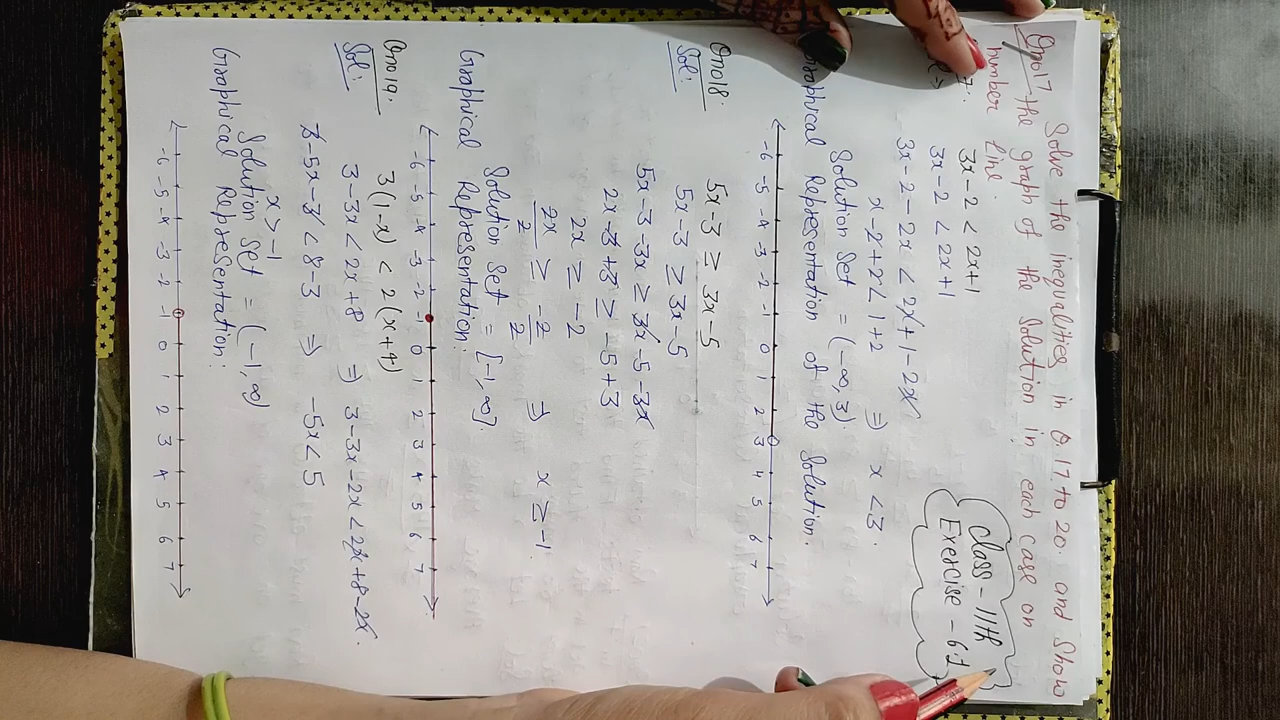 Qno17 Solve the inequalities in Q. 17 to 20. and Show
the graph of the Solution in each case on
number line.
Class - 11th
Exercise - 6.1
3x-2 < 2x+1
3x-2 < 2x+1
3x-2-2x < 2x+1-2x
x-2+2 < 1+2 ⇒ x < 3.
Solution Set = (-∞, 3).
Graphical Representation of the Solution.
-6 -5 -4 -3 -2 -1 0 1 2 3 4 5 6 7
Qno18. 5x-3 ≥ 3x-5
Sol: 5x-3 ≥ 3x-5
5x-3-3x ≥ 3x-5-3x
2x-3+3 ≥ -5+3
2x ≥ -2
2x/2 ≥ -2/2 ⇒ x ≥ -1.
Solution Set = [-1, ∞).
Graphical Representation:
-6 -5 -4 -3 -2 -1 0 1 2 3 4 5 6 7
Qno19. 3(1-x) < 2(x+4)
Sol: 3-3x < 2x+8 ⇒ 3-3x-2x < 2x+8-2x.
3-5x-3 < 8-3 ⇒ -5x < 5
x > -1
Solution Set = (-1, ∞)
Graphical Representation:
-6 -5 -4 -3 -2 -1 0 1 2 3 4 5 6 7